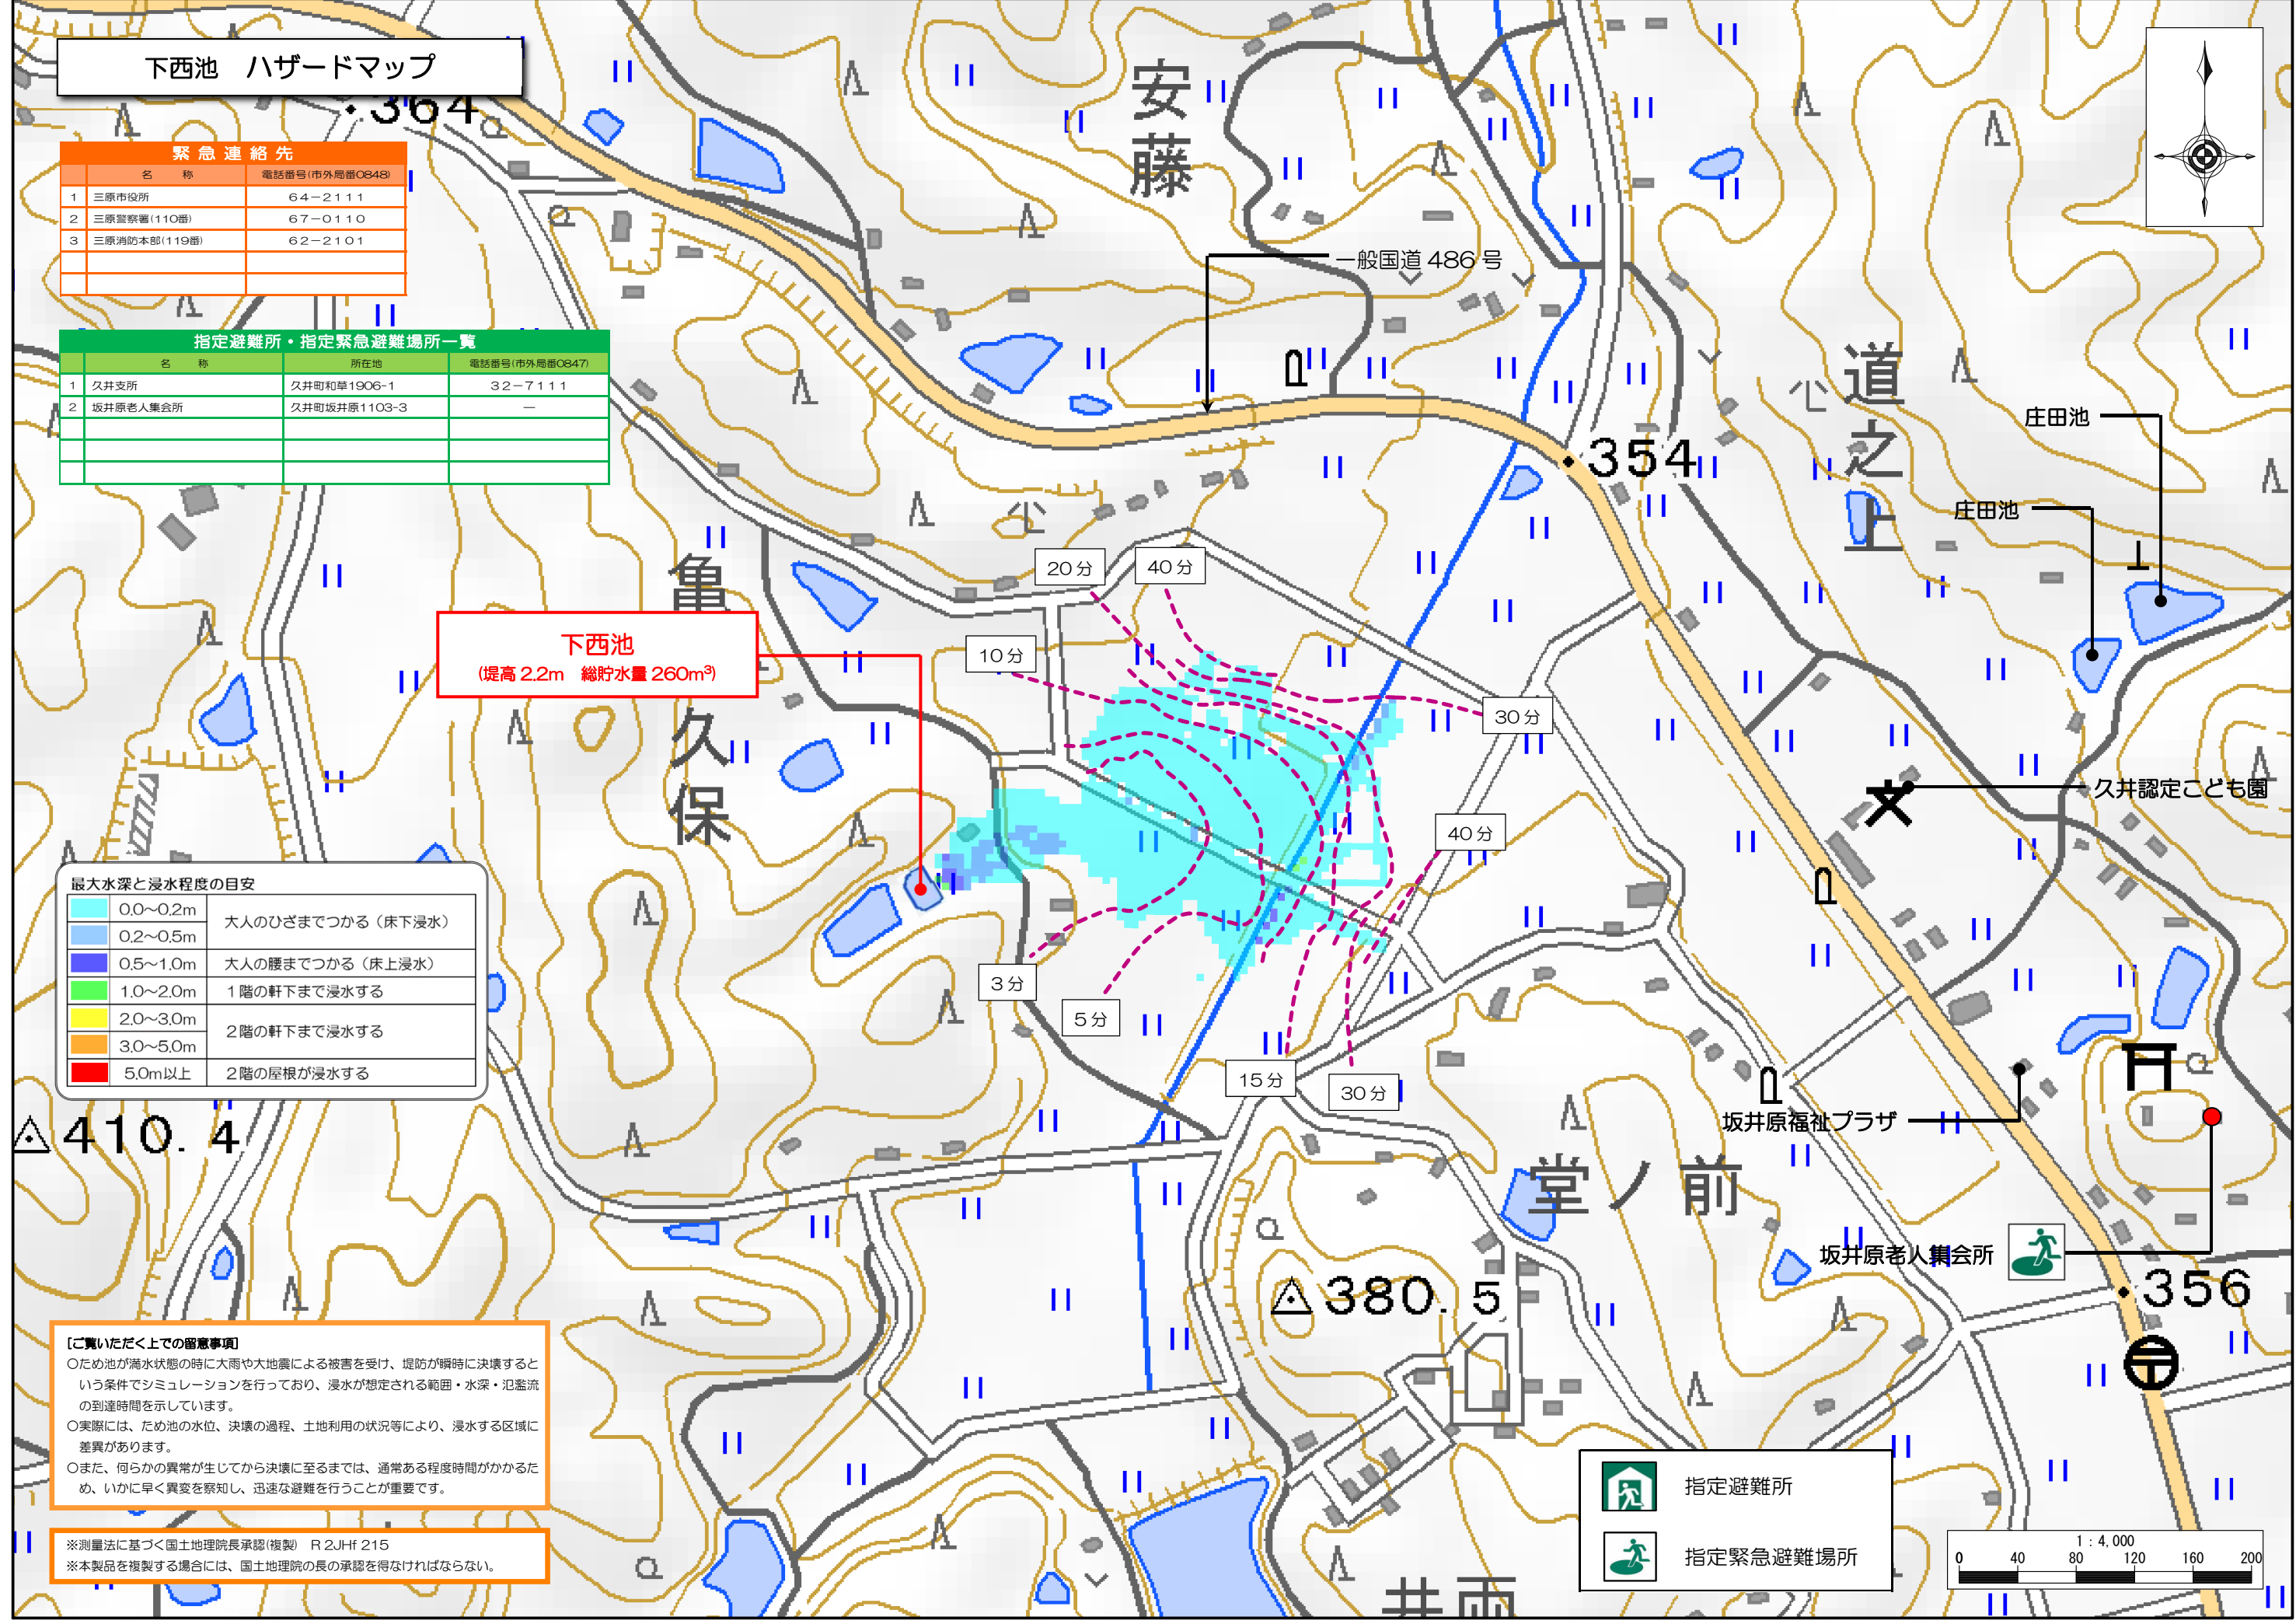 下西池　ハザードマップ
364
緊急連絡先
名　称　電話番号(市外局番0848)
1　三原市役所　64－2111
2　三原警察署(110番)　67－0110
3　三原消防本部(119番)　62－2101
指定避難所・指定緊急避難場所一覧
名　称　所在地　電話番号(市外局番0847)
1　久井支所　久井町和草1906-1　32－7111
2　坂井原老人集会所　久井町坂井原1103-3　―
安藤
一般国道 486 号
道之上
354
庄田池
庄田池
亀久保
下西池
(堤高 2.2m　総貯水量 260m³)
20 分
40 分
10 分
30 分
40 分
3 分
5 分
15 分
30 分
久井認定こども園
最大水深と浸水程度の目安
0.0～0.2m
大人のひざまでつかる（床下浸水）
0.2～0.5m
0.5～1.0m　大人の腰までつかる（床上浸水）
1.0～2.0m　1階の軒下まで浸水する
2.0～3.0m
2階の軒下まで浸水する
3.0～5.0m
5.0m以上　2階の屋根が浸水する
410.4
坂井原福祉プラザ
堂ノ前
坂井原老人集会所
380.5
356
[ご覧いただく上での留意事項]
○ため池が満水状態の時に大雨や大地震による被害を受け、堤防が瞬時に決壊すると
いう条件でシミュレーションを行っており、浸水が想定される範囲・水深・氾濫流
の到達時間を示しています。
○実際には、ため池の水位、決壊の過程、土地利用の状況等により、浸水する区域に
差異があります。
○また、何らかの異常が生じてから決壊に至るまでは、通常ある程度時間がかかるた
め、いかに早く異変を察知し、迅速な避難を行うことが重要です。
※測量法に基づく国土地理院長承認(複製)　R 2JHf 215
※本製品を複製する場合には、国土地理院の長の承認を得なければならない。
指定避難所
指定緊急避難場所
1：4,000
0　40　80　120　160　200